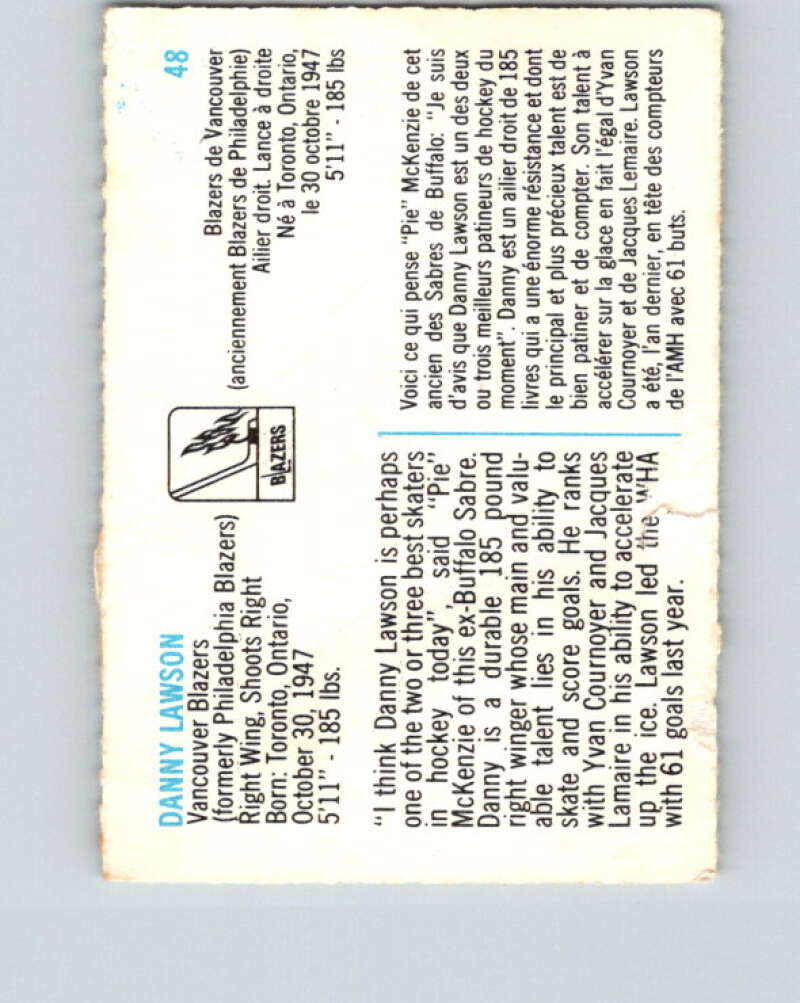 DANNY LAWSON
Vancouver Blazers
(formerly Philadelphia Blazers)
Right Wing, Shoots Right
Born: Toronto, Ontario,
October 30, 1947
5'11" - 185 lbs.
BLAZERS
48
Blazers de Vancouver
(anciennement Blazers de Philadelphie)
Ailier droit. Lance à droite
Né à Toronto, Ontario,
le 30 octobre 1947
5'11" - 185 lbs
"I think Danny Lawson is perhaps
one of the two or three best skaters
in hockey today", said "Pie"
McKenzie of this ex-Buffalo Sabre.
Danny is a durable 185 pound
right winger whose main and valu-
able talent lies in his ability to
skate and score goals. He ranks
with Yvan Cournoyer and Jacques
Lamaire in his ability to accelerate
up the ice. Lawson led the WHA
with 61 goals last year.
Voici ce qui pense "Pie" McKenzie de cet
ancien des Sabres de Buffalo: "Je suis
d'avis que Danny Lawson est un des deux
ou trois meilleurs patineurs de hockey du
moment". Danny est un ailier droit de 185
livres qui a une énorme résistance et dont
le principal et plus précieux talent est de
bien patiner et de compter. Son talent à
accélérer sur la glace en fait l'égal d'Yvan
Cournoyer et de Jacques Lemaire. Lawson
a été, l'an dernier, en tête des compteurs
de l'AMH avec 61 buts.